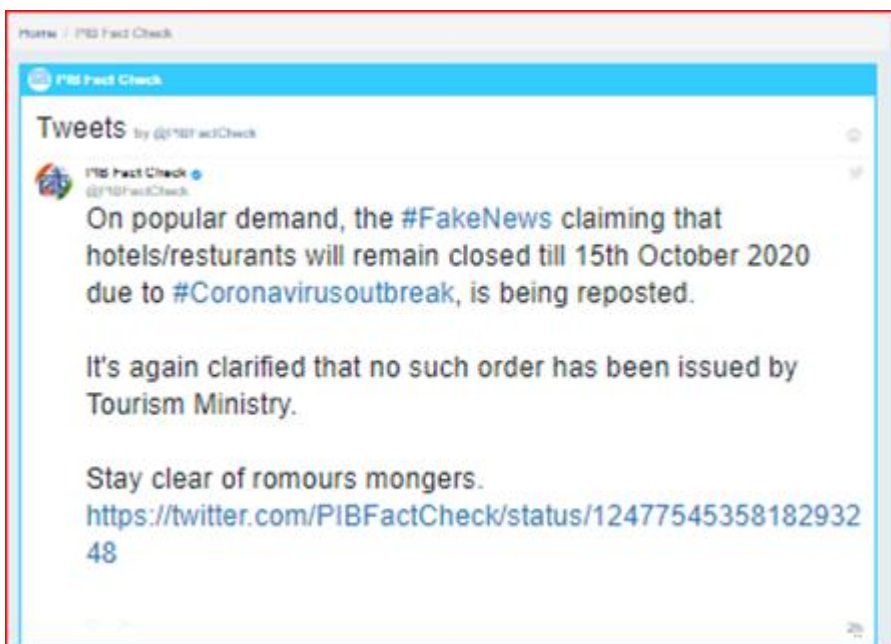 Home / PIB Fact Check
PIB Fact Check
Tweets by @PIBFactCheck
PIB Fact Check
@PIBFactCheck
On popular demand, the #FakeNews claiming that
hotels/resturants will remain closed till 15th October 2020
due to #Coronavirusoutbreak, is being reposted.
It's again clarified that no such order has been issued by
Tourism Ministry.
Stay clear of romours mongers.
https://twitter.com/PIBFactCheck/status/12477545358182932
48